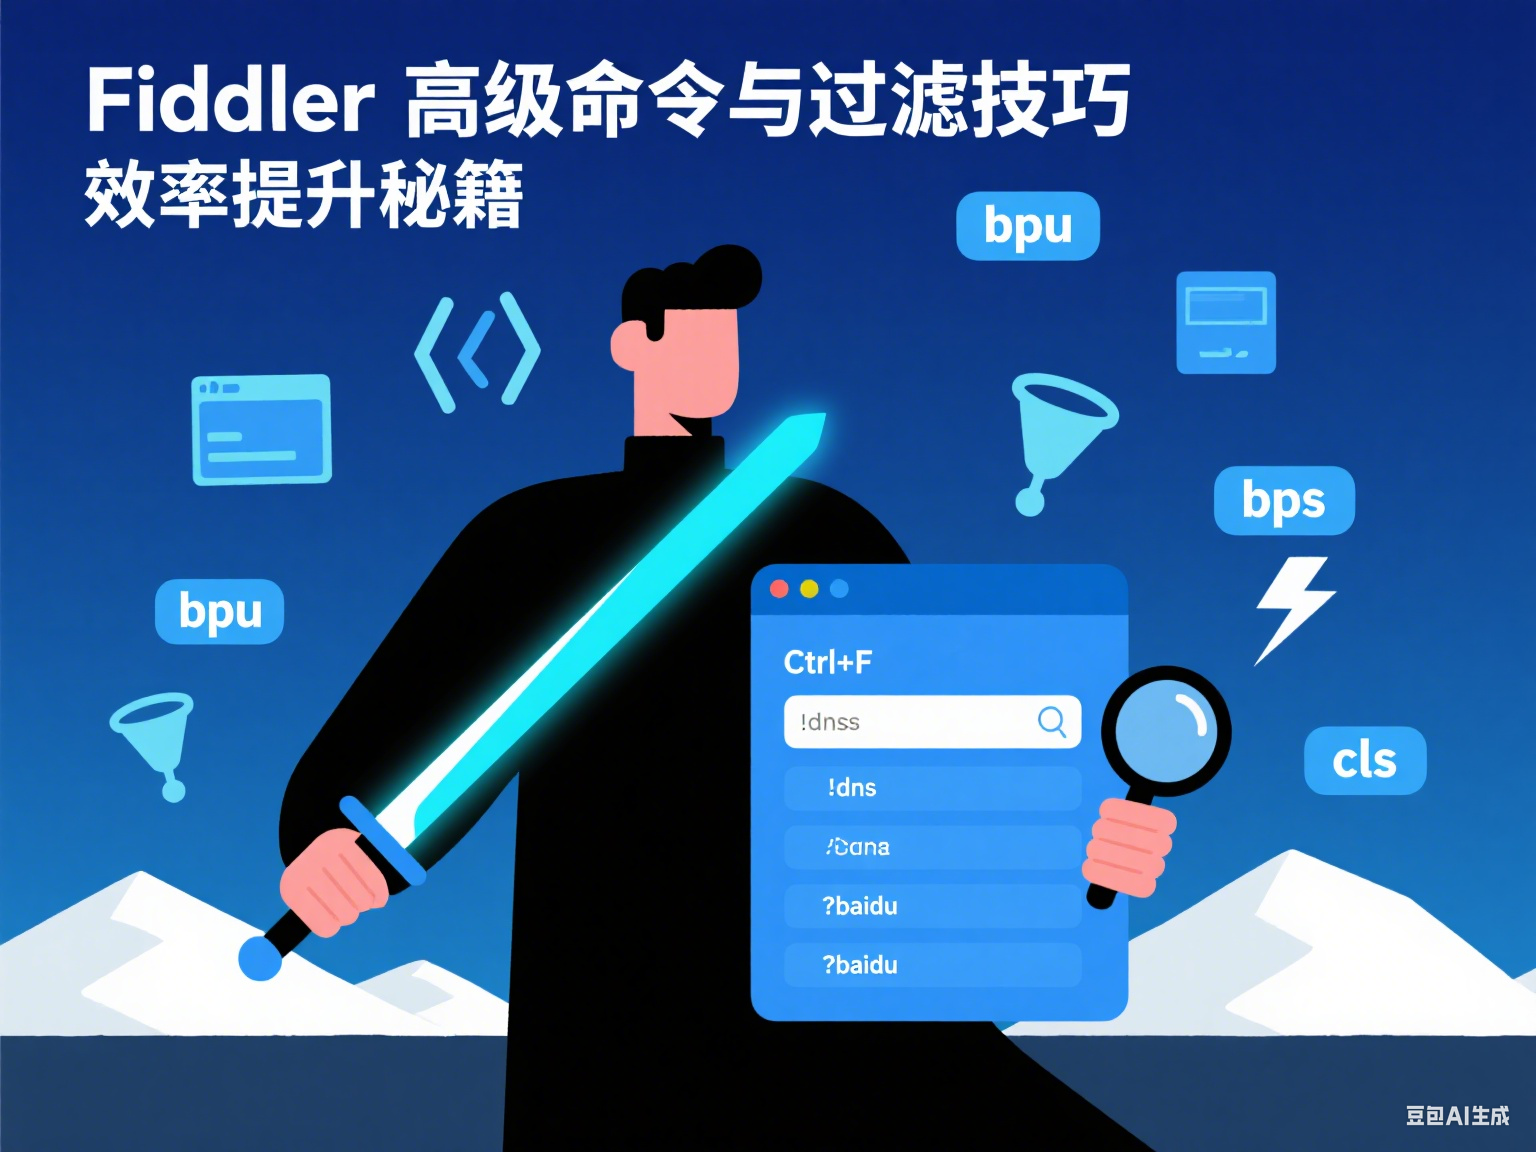 Fiddler 高级命令与过滤技巧
效率提升秘籍
bpu
bps
bpu
Ctrl+F
!dnss
cls
!dns
?baidu
?baidu
豆包AI生成